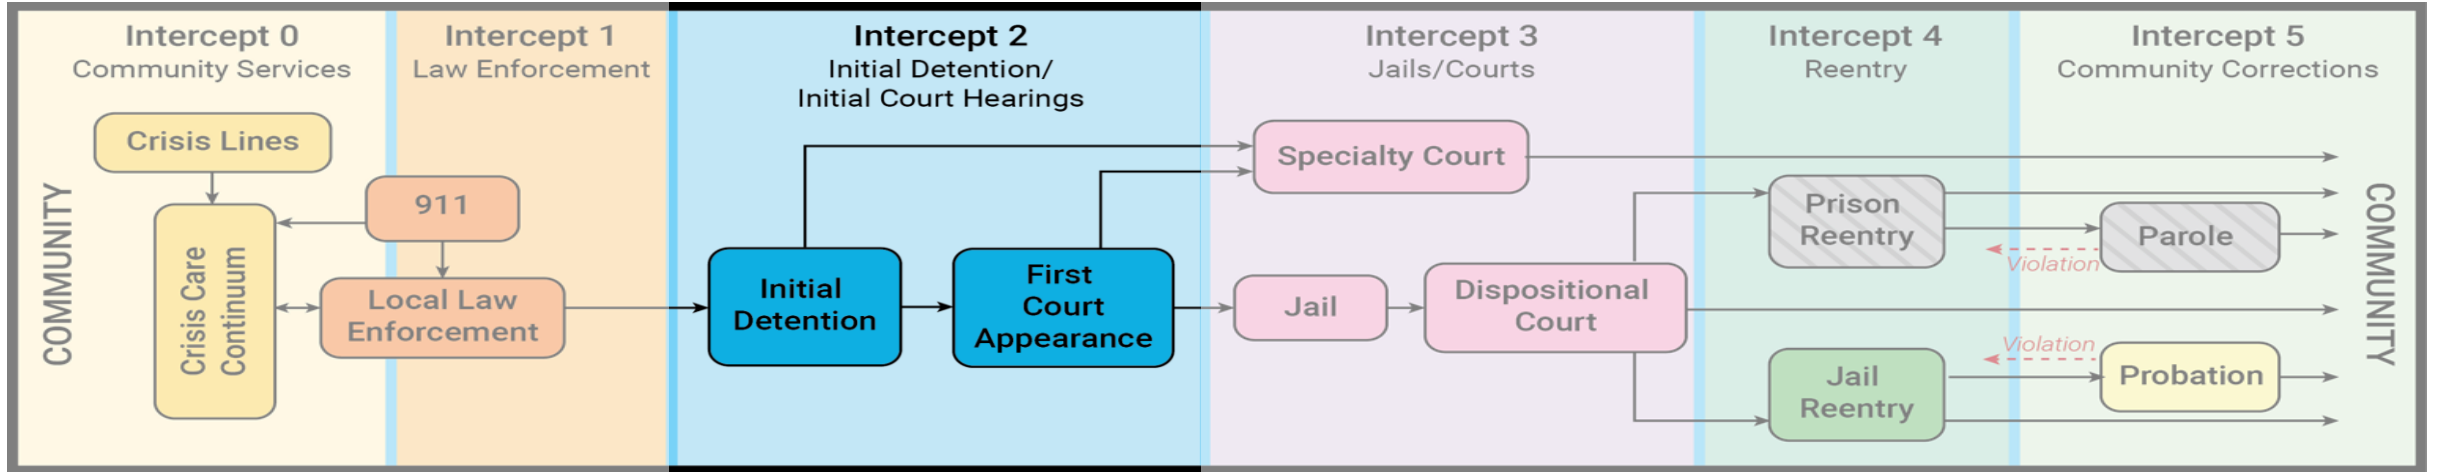 Intercept 0
Community Services
Intercept 1
Law Enforcement
Intercept 2
Initial Detention/
Initial Court Hearings
Intercept 3
Jails/Courts
Intercept 4
Reentry
Intercept 5
Community Corrections
COMMUNITY
Crisis Lines
Crisis Care
Continuum
911
Local Law
Enforcement
Initial
Detention
First
Court
Appearance
Specialty Court
Jail
Dispositional
Court
Prison
Reentry
Jail
Reentry
Parole
Violation
Violation
Probation
COMMUNITY